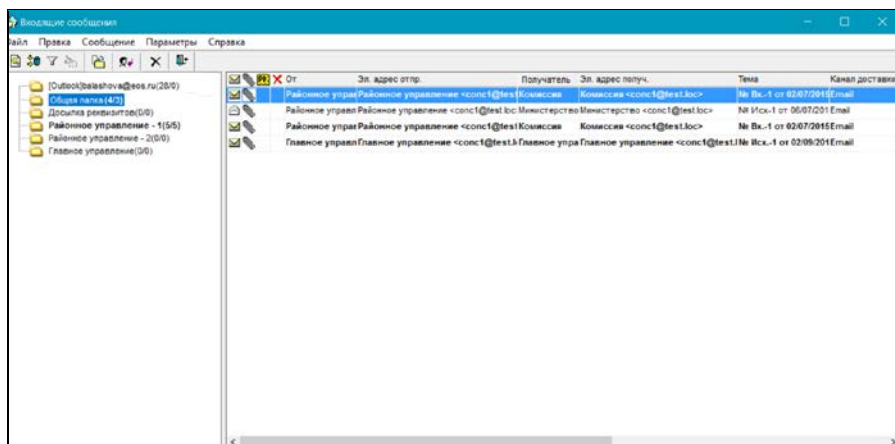 Входящие сообщения
Файл Правка Сообщение Параметры Справка
[Outlook]balashova@eos.ru(28/0)
Общая папка(4/3)
Досылка реквизитов(0/0)
Районное управление - 1(5/5)
Районное управление - 2(0/0)
Главное управление(0/0)
От Эл. адрес отпр. Получатель Эл. адрес получ. Тема Канал доставки
Районное управ Районное управление <conc1@test Комиссия Комиссия <conc1@test.loc> № Вх.-1 от 02/07/2015 Email
Районное управл Районное управление <conc1@test.loc Министерство Министерство <conc1@test.loc> № Исх-1 от 06/07/201 Email
Районное управ Районное управление <conc1@test Комиссия Комиссия <conc1@test.loc> № Вх.-1 от 02/07/2015 Email
Главное управл Главное управление <conc1@test.l Главное упра Главное управление <conc1@test.l № Исх.-1 от 02/09/201 Email